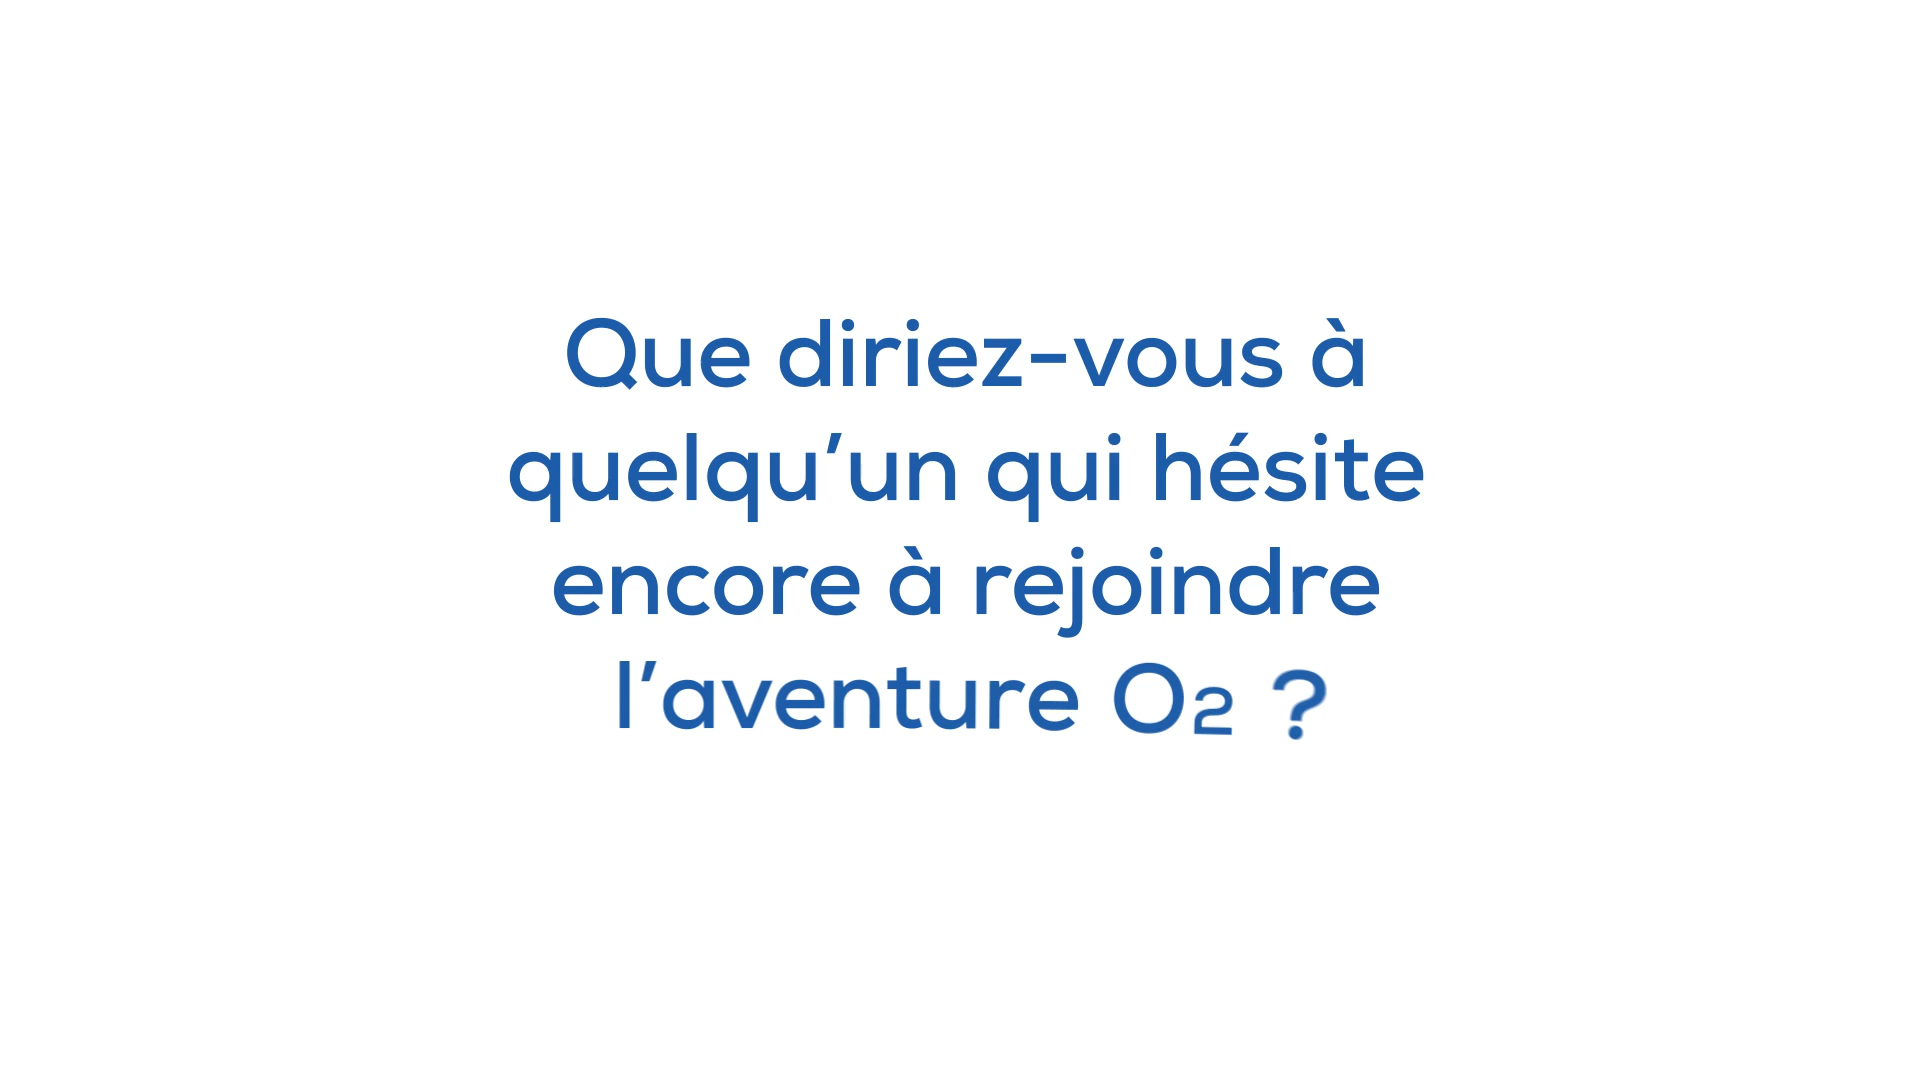 Que diriez-vous à
quelqu’un qui hésite
encore à rejoindre
l’aventure O2 ?